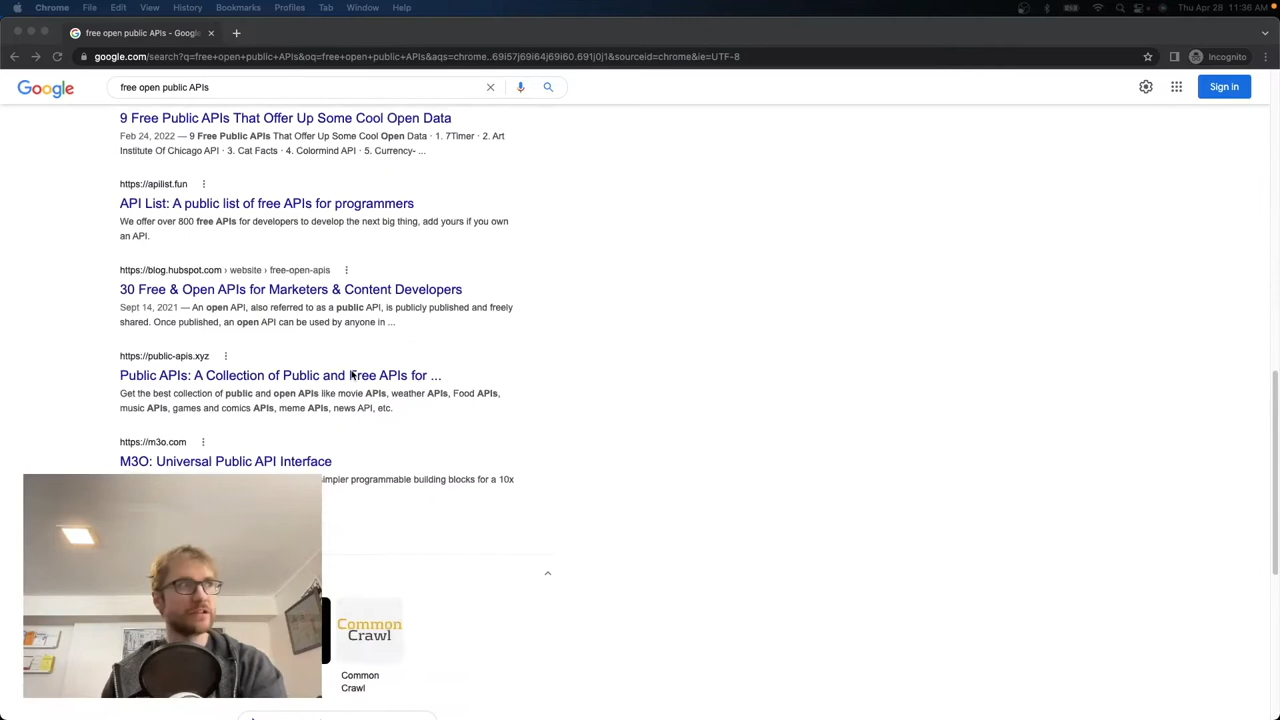 Chrome File Edit View History Bookmarks Profiles Tab Window Help Thu Apr 28 11:36 AM
free open public APIs - Google
google.com/search?q=free+open+public+APIs&oq=free+open+public+APIs&aqs=chrome..69i57j69i64j69i60.691j0j1&sourceid=chrome&ie=UTF-8 Incognito
Google free open public APIs Sign in
9 Free Public APIs That Offer Up Some Cool Open Data
Feb 24, 2022 — 9 Free Public APIs That Offer Up Some Cool Open Data · 1. 7Timer · 2. Art
Institute Of Chicago API · 3. Cat Facts · 4. Colormind API · 5. Currency- ...
https://apilist.fun
API List: A public list of free APIs for programmers
We offer over 800 free APIs for developers to develop the next big thing, add yours if you own
an API.
https://blog.hubspot.com › website › free-open-apis
30 Free & Open APIs for Marketers & Content Developers
Sept 14, 2021 — An open API, also referred to as a public API, is publicly published and freely
shared. Once published, an open API can be used by anyone in ...
https://public-apis.xyz
Public APIs: A Collection of Public and Free APIs for ...
Get the best collection of public and open APIs like movie APIs, weather APIs, Food APIs,
music APIs, games and comics APIs, meme APIs, news API, etc.
https://m3o.com
M3O: Universal Public API Interface
simpler programmable building blocks for a 10x
Common
Crawl
Common
Crawl